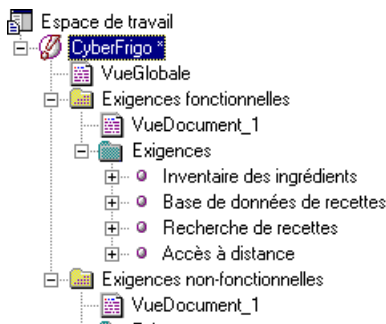 Espace de travail
CyberFrigo *
VueGlobale
Exigences fonctionnelles
VueDocument_1
Exigences
Inventaire des ingrédients
Base de données de recettes
Recherche de recettes
Accès à distance
Exigences non-fonctionnelles
VueDocument_1